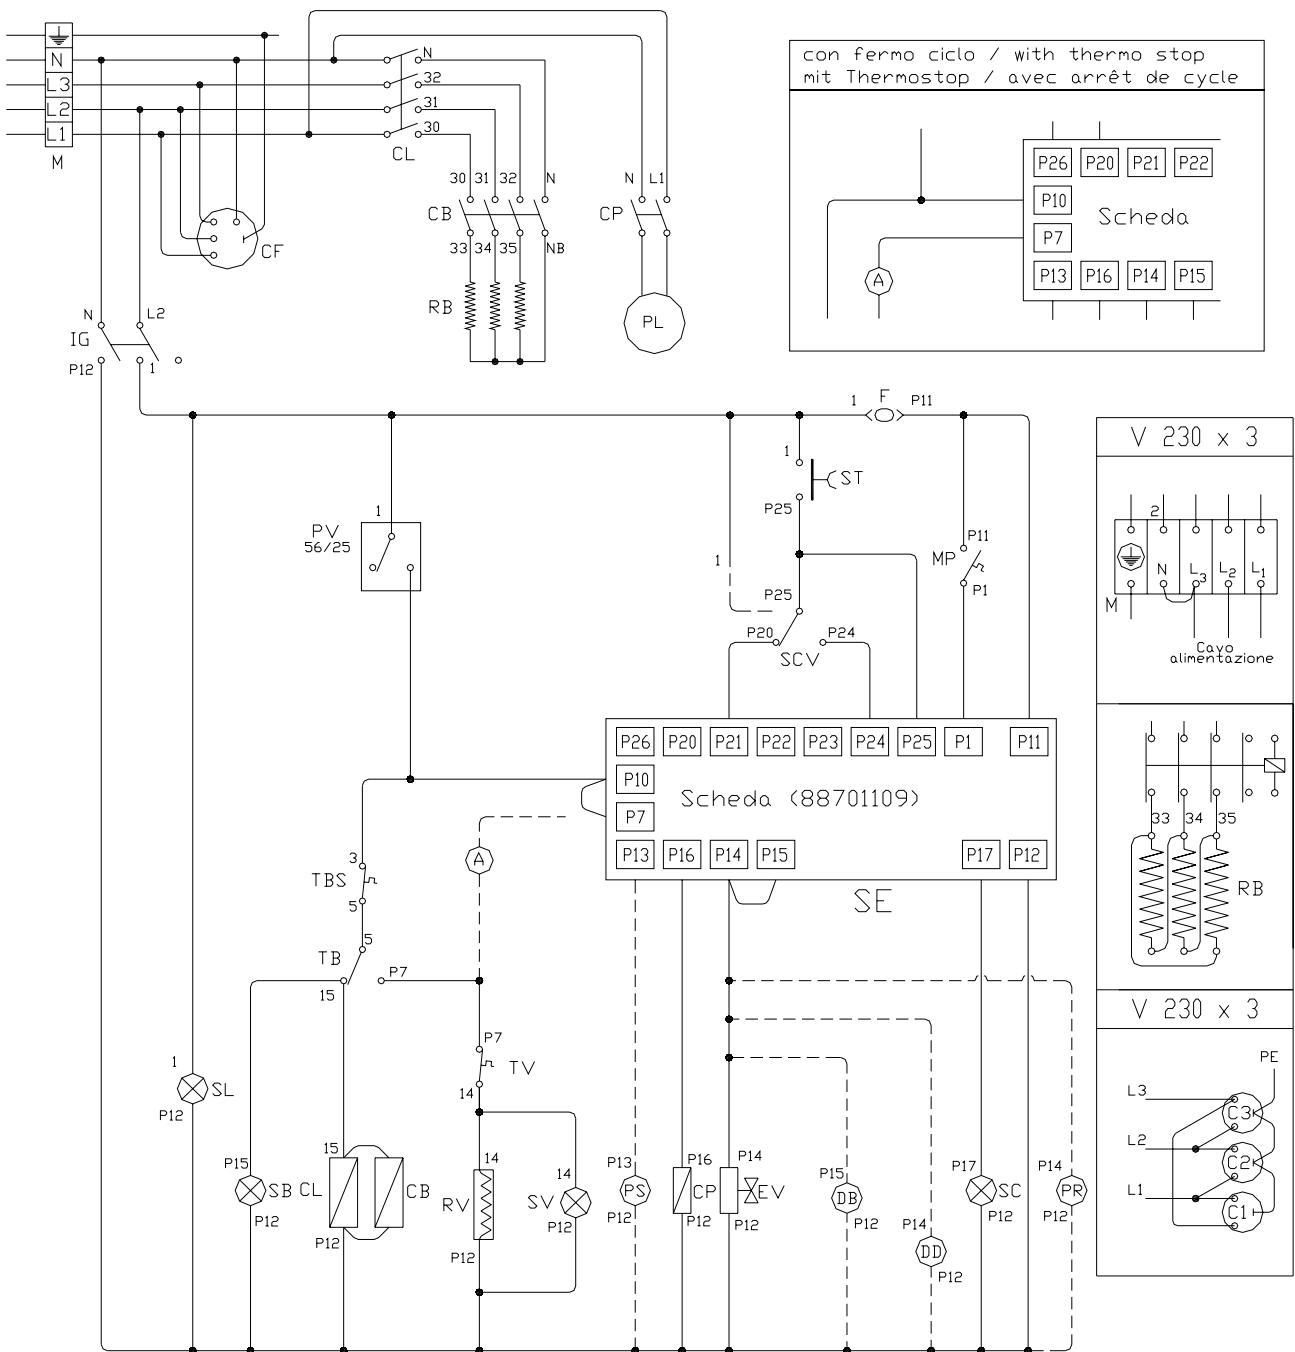 N
L3
L2
L1
M
N
32
31
30
CL
CF
30 31 32 N
CB
33 34 35 NB
RB
N L1
CP
PL
con fermo ciclo / with thermo stop
mit Thermostop / avec arrêt de cycle
P26 P20 P21 P22
P10
Scheda
P7
A
P13 P16 P14 P15
N L2
IG
P12 1
1 F P11
1
ST
P25
PV
56/25
1
1
P11
MP
P1
P25
P20 P24
SCV
P26 P20 P21 P22 P23 P24 P25 P1 P11
P10
Scheda (88701109)
P7
P13 P16 P14 P15 P17 P12
SE
A
3
TBS
5
5
TB
15
P7
P7
TV
14
1
SL
P12
P15
SB
P12
15
CL CB
P12
14
RV
P12
14
SV
P12
P13
PS
P12
P16
CP
P12
P14
EV
P12
P15
DB
P12
P14
DD
P12
P17
SC
P12
P14
PR
P12
V 230 x 3
2
N L3 L2 L1
M
Cavo
alimentazione
33 34 35
RB
V 230 x 3
PE
L3
C3
L2
C2
L1
C1